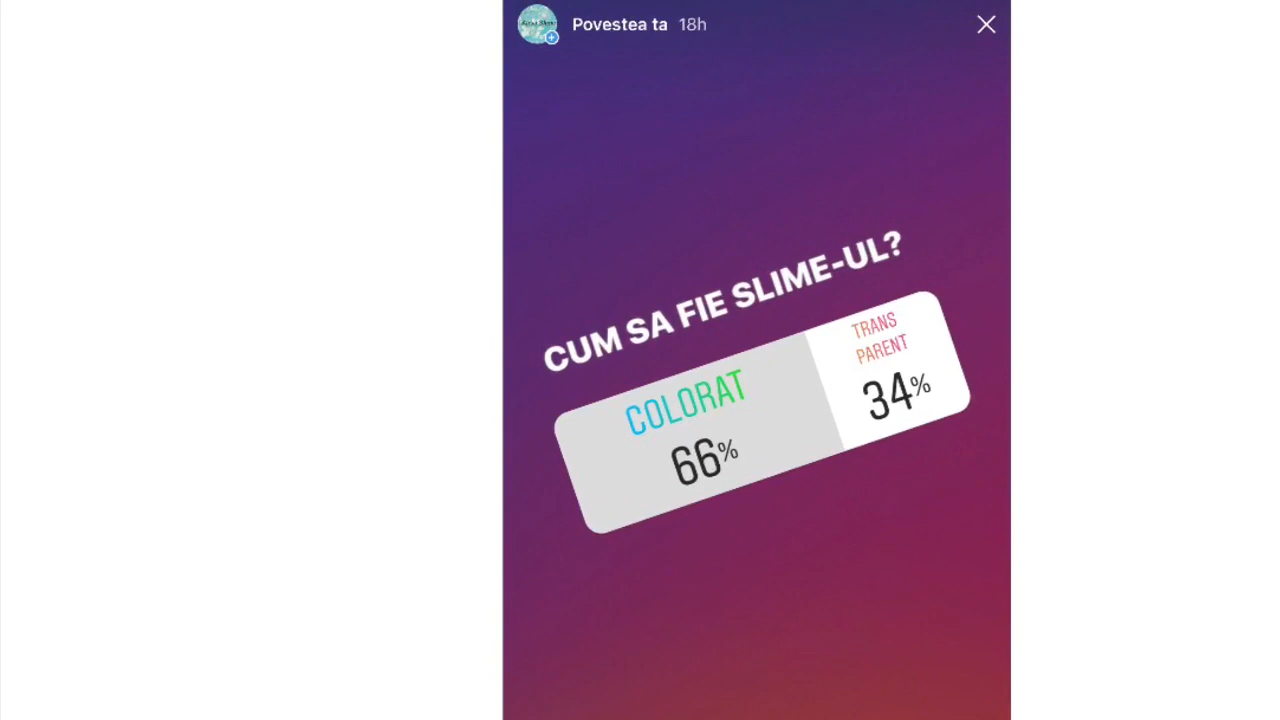 Povestea ta 18h
CUM SA FIE SLIME-UL?
COLORAT
66%
TRANS
PARENT
34%